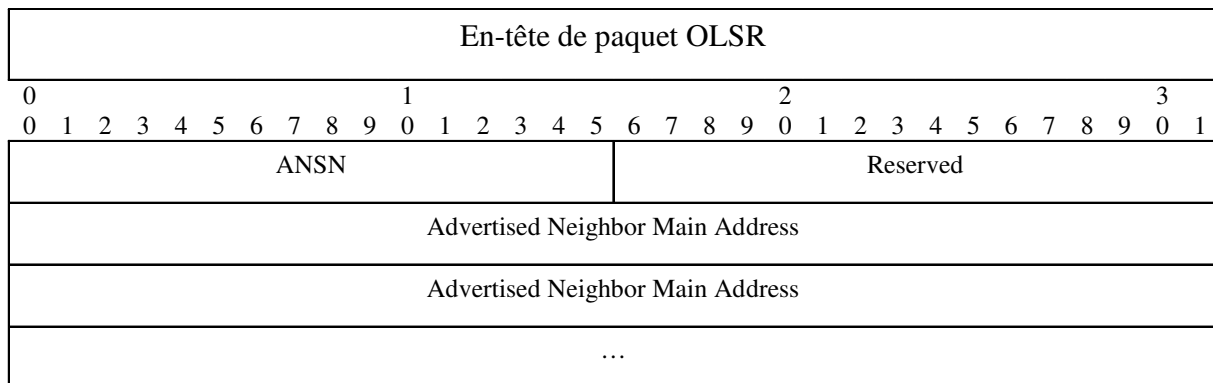 En-tête de paquet OLSR
0 1 2 3
0 1 2 3 4 5 6 7 8 9 0 1 2 3 4 5 6 7 8 9 0 1 2 3 4 5 6 7 8 9 0 1
ANSN Reserved
Advertised Neighbor Main Address
Advertised Neighbor Main Address
…